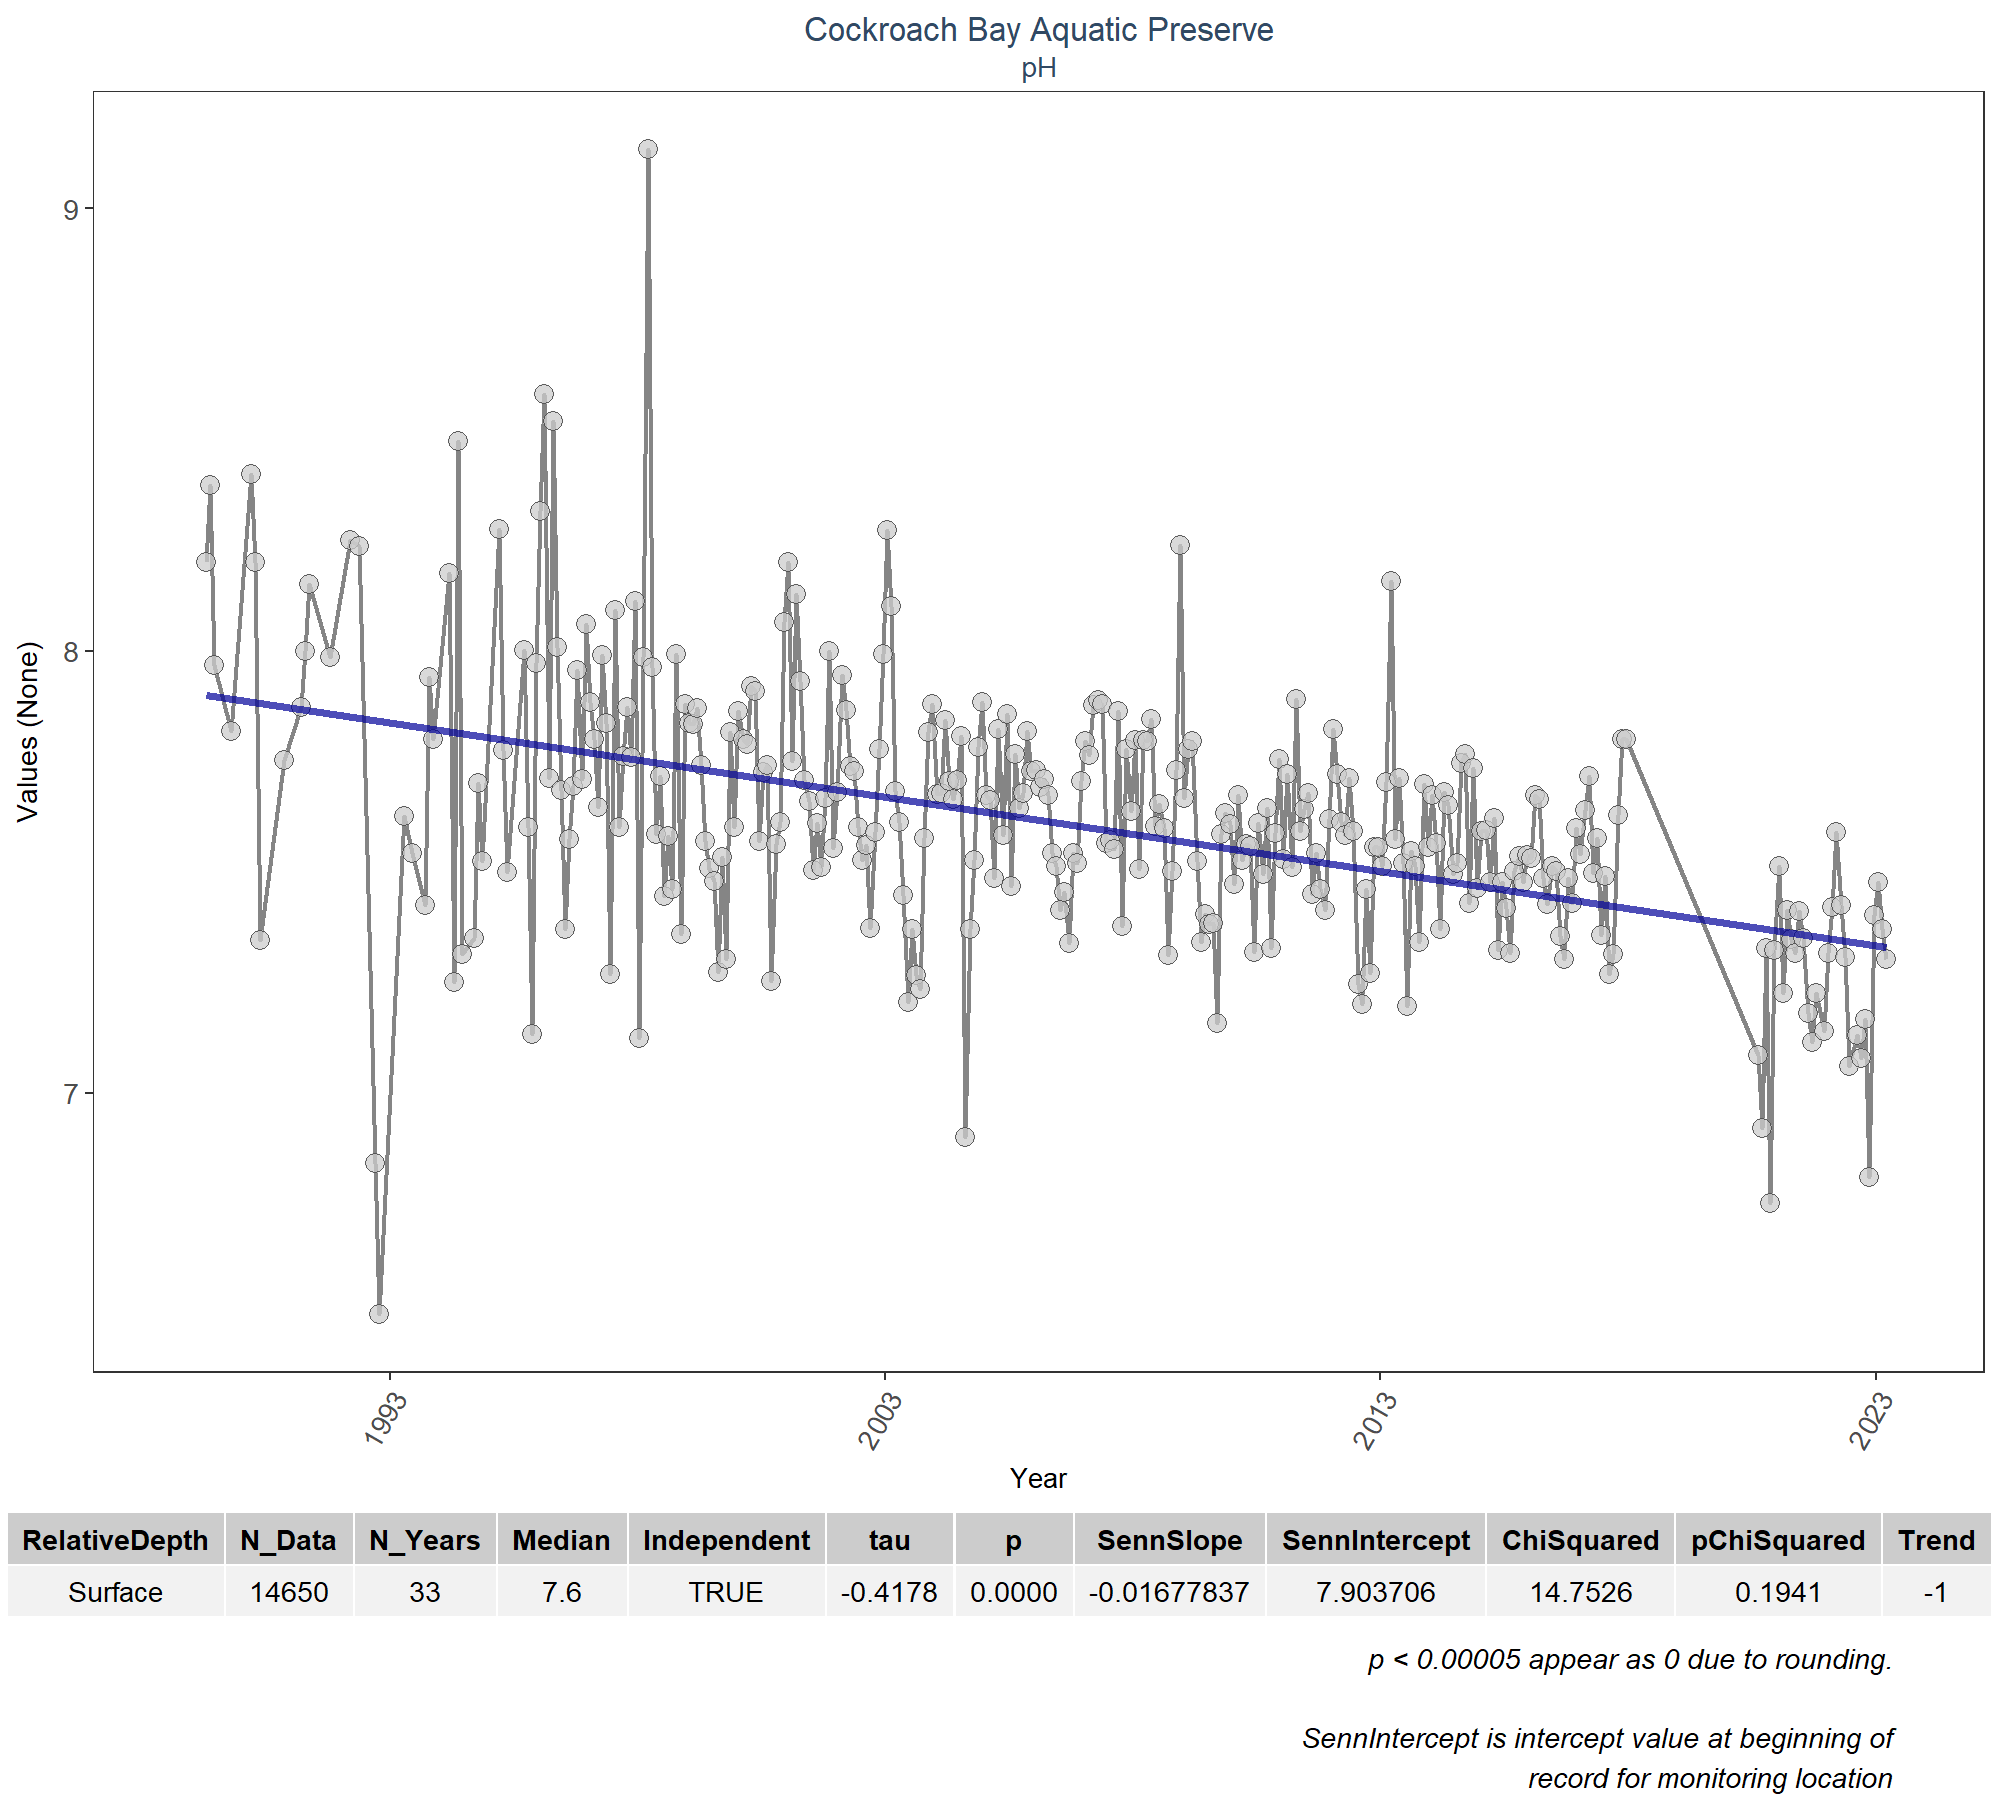 Cockroach Bay Aquatic Preserve
pH
Values (None)
9
8
7
1993
2003
2013
2023
Year
RelativeDepth N_Data N_Years Median Independent tau p SennSlope SennIntercept ChiSquared pChiSquared Trend
Surface 14650 33 7.6 TRUE -0.4178 0.0000 -0.01677837 7.903706 14.7526 0.1941 -1
p < 0.00005 appear as 0 due to rounding.
SennIntercept is intercept value at beginning of
record for monitoring location